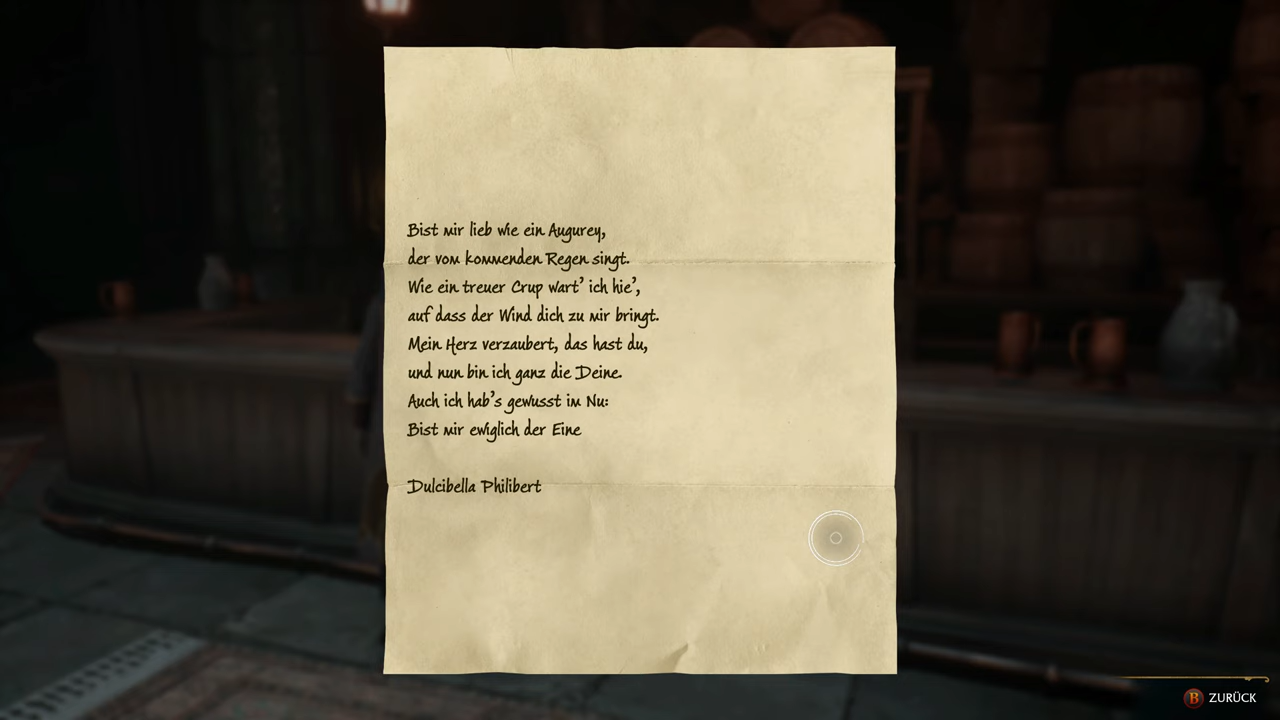 Bist mir lieb wie ein Augurey,
der vom kommenden Regen singt.
Wie ein treuer Crup wart' ich hie',
auf dass der Wind dich zu mir bringt.
Mein Herz verzaubert, das hast du,
und nun bin ich ganz die Deine.
Auch ich hab's gewusst im Nu:
Bist mir ewiglich der Eine
Dulcibella Philibert
B ZURÜCK